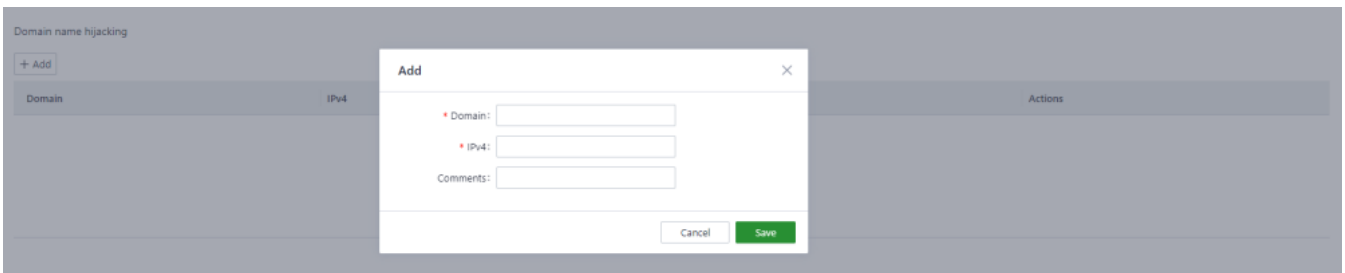 Domain name hijacking
+ Add
Domain IPv4 Actions
Add
* Domain:
* IPv4:
Comments:
Cancel Save